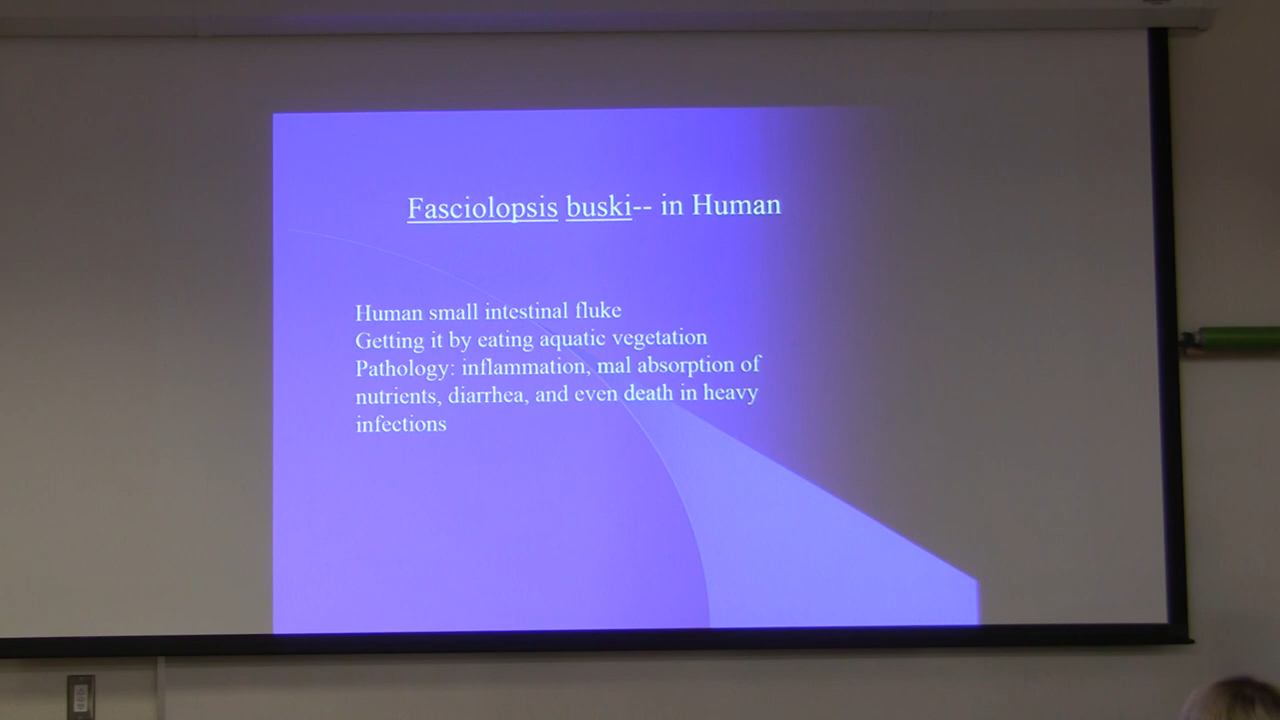 Fasciolopsis buski-- in Human
Human small intestinal fluke
Getting it by eating aquatic vegetation
Pathology: inflammation, mal absorption of
nutrients, diarrhea, and even death in heavy
infections